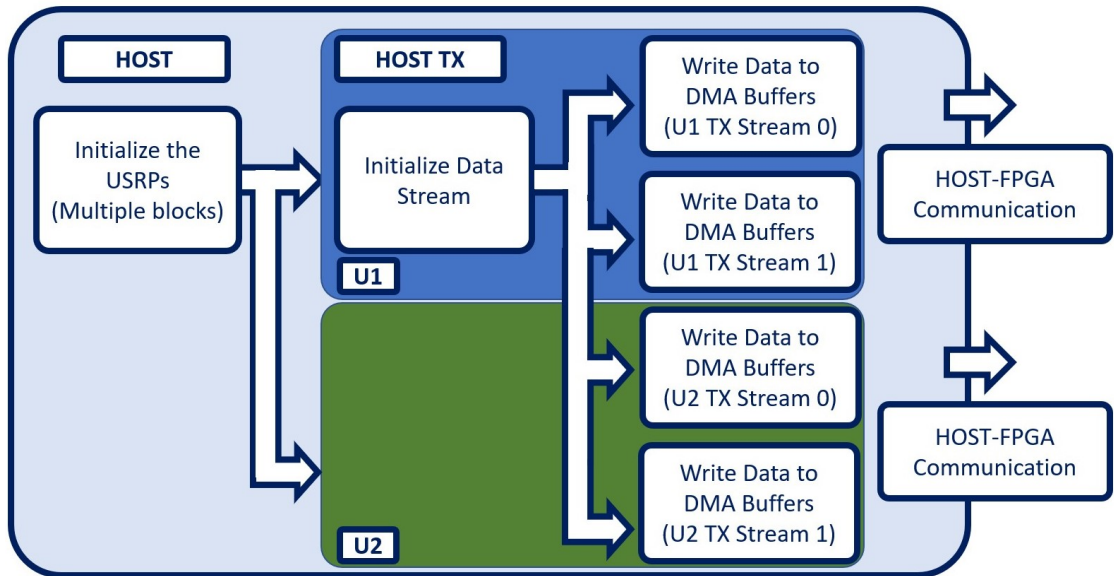 HOST
Initialize the
USRPs
(Multiple blocks)
HOST TX
Initialize Data
Stream
U1
U2
Write Data to
DMA Buffers
(U1 TX Stream 0)
Write Data to
DMA Buffers
(U1 TX Stream 1)
Write Data to
DMA Buffers
(U2 TX Stream 0)
Write Data to
DMA Buffers
(U2 TX Stream 1)
HOST-FPGA
Communication
HOST-FPGA
Communication